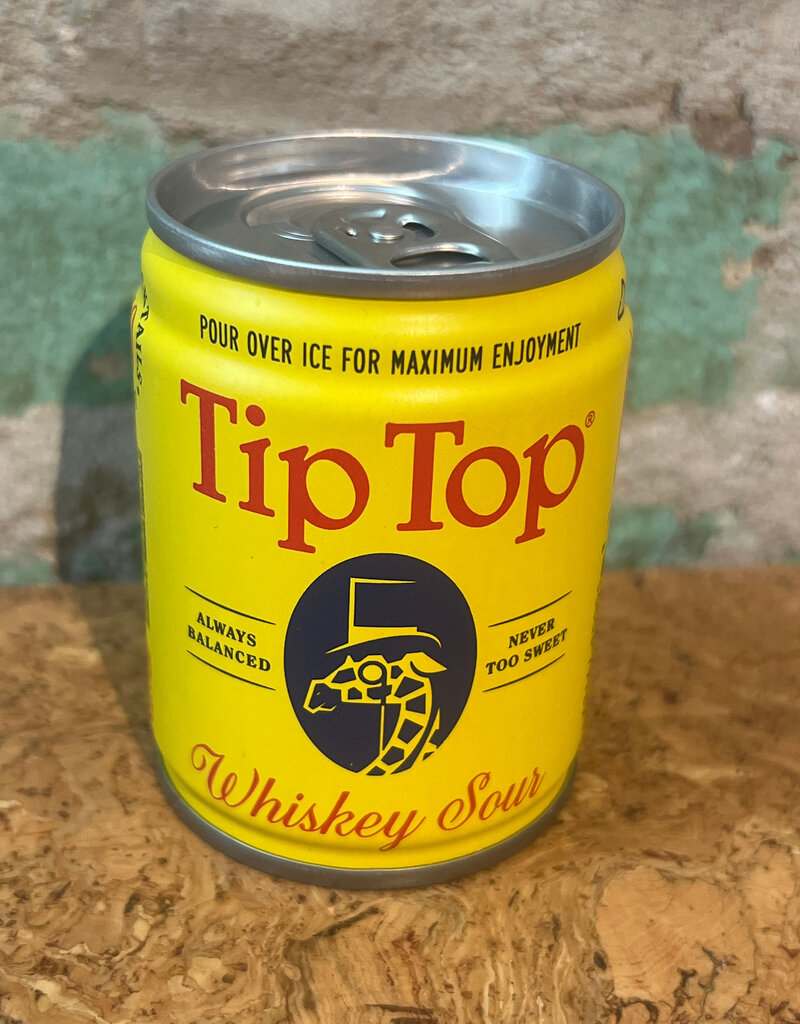 POUR OVER ICE FOR MAXIMUM ENJOYMENT
Tip Top®
ALWAYS
BALANCED
NEVER
TOO SWEET
Whiskey Sour